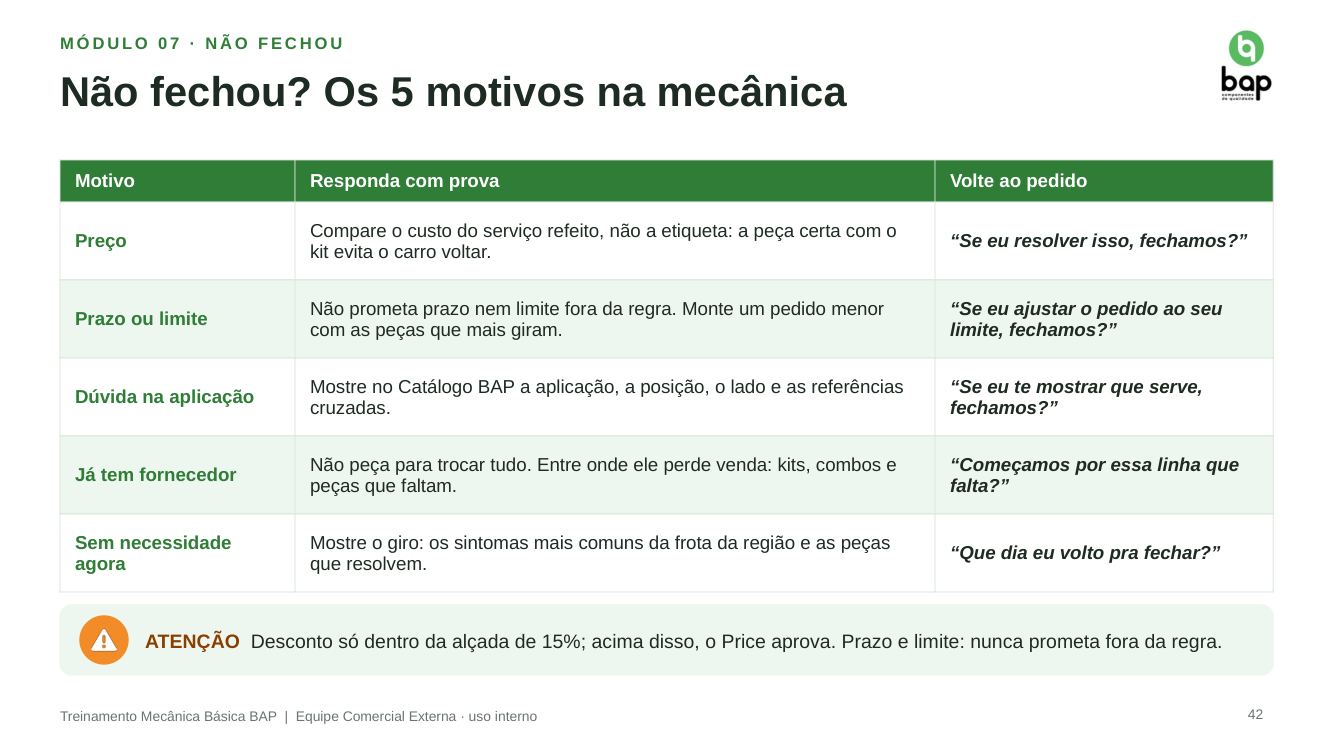 MÓDULO 07 · NÃO FECHOU
Não fechou? Os 5 motivos na mecânica
bap
componentes
de qualidade
Motivo
Responda com prova
Volte ao pedido
Preço
Compare o custo do serviço refeito, não a etiqueta: a peça certa com o
kit evita o carro voltar.
“Se eu resolver isso, fechamos?”
Prazo ou limite
Não prometa prazo nem limite fora da regra. Monte um pedido menor
com as peças que mais giram.
“Se eu ajustar o pedido ao seu
limite, fechamos?”
Dúvida na aplicação
Mostre no Catálogo BAP a aplicação, a posição, o lado e as referências
cruzadas.
“Se eu te mostrar que serve,
fechamos?”
Já tem fornecedor
Não peça para trocar tudo. Entre onde ele perde venda: kits, combos e
peças que faltam.
“Começamos por essa linha que
falta?”
Sem necessidade
agora
Mostre o giro: os sintomas mais comuns da frota da região e as peças
que resolvem.
“Que dia eu volto pra fechar?”
ATENÇÃO Desconto só dentro da alçada de 15%; acima disso, o Price aprova. Prazo e limite: nunca prometa fora da regra.
Treinamento Mecânica Básica BAP | Equipe Comercial Externa · uso interno
42